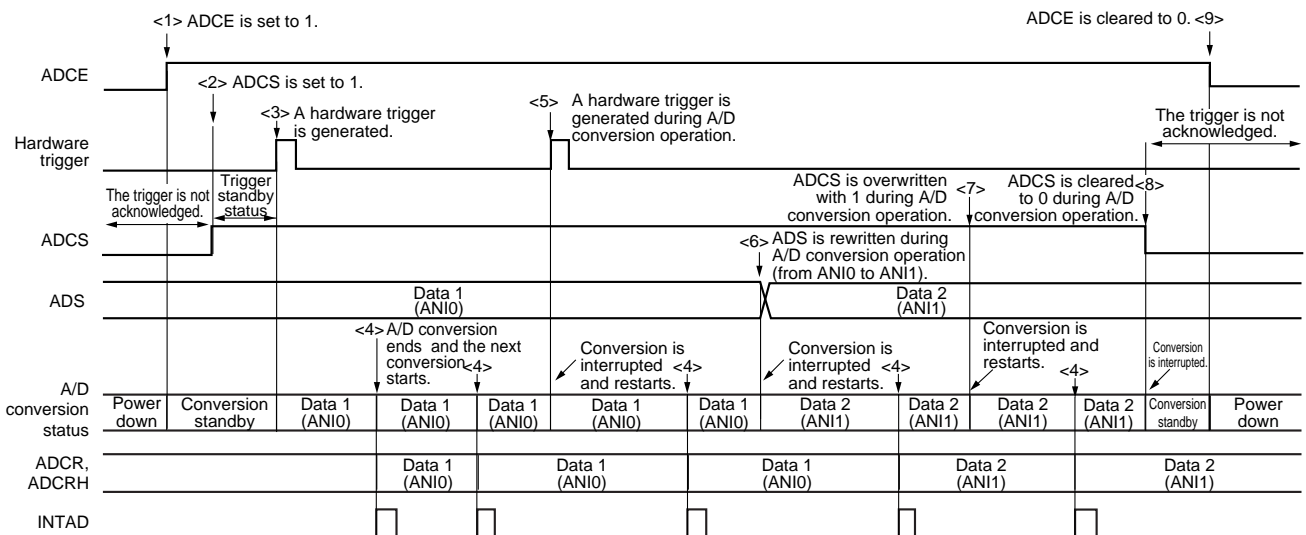 <1> ADCE is set to 1.
ADCE is cleared to 0. <9>
ADCE
<2> ADCS is set to 1.
<3> A hardware trigger
is generated.
<5> A hardware trigger is
generated during A/D
conversion operation.
The trigger is not
acknowledged.
Hardware
trigger
The trigger is not
acknowledged.
Trigger
standby
status
ADCS is overwritten
with 1 during A/D
conversion operation.
<7>
ADCS is cleared
to 0 during A/D
conversion operation.
<8>
ADCS
<6> ADS is rewritten during
A/D conversion operation
(from ANI0 to ANI1).
ADS
Data 1
(ANI0)
Data 2
(ANI1)
<4> A/D conversion
ends and the next
conversion
starts.
<4>
Conversion is
interrupted
and restarts.
<4>
Conversion is
interrupted
and restarts.
<4>
Conversion is
interrupted and
restarts.
<4>
Conversion
is interrupted.
A/D
conversion
status
Power
down
Conversion
standby
Data 1
(ANI0)
Data 1
(ANI0)
Data 1
(ANI0)
Data 1
(ANI0)
Data 1
(ANI0)
Data 2
(ANI1)
Data 2
(ANI1)
Data 2
(ANI1)
Data 2
(ANI1)
Conversion
standby
Power
down
ADCR,
ADCRH
Data 1
(ANI0)
Data 1
(ANI0)
Data 1
(ANI0)
Data 2
(ANI1)
Data 2
(ANI1)
INTAD